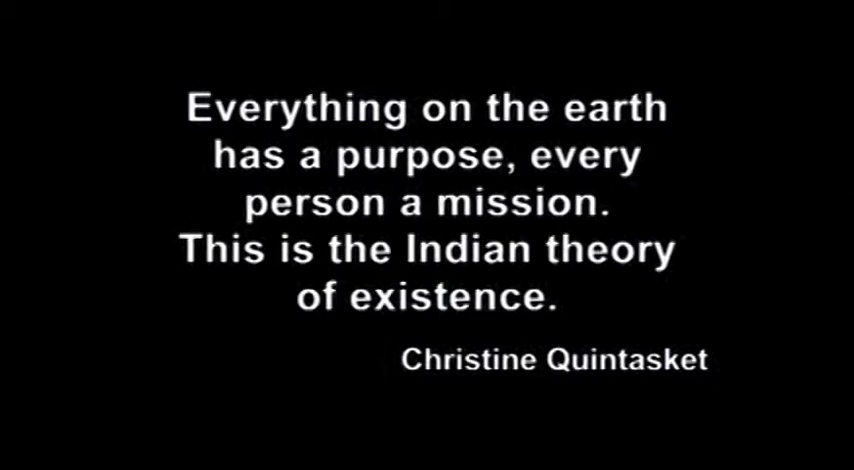 Everything on the earth
has a purpose, every
person a mission.
This is the Indian theory
of existence.
Christine Quintasket